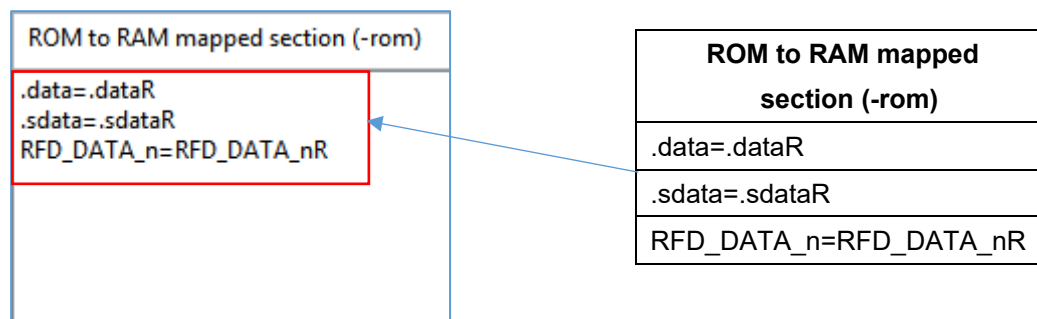 ROM to RAM mapped section (-rom)
.data=.dataR
.sdata=.sdataR
RFD_DATA_n=RFD_DATA_nR
ROM to RAM mapped
section (-rom)
.data=.dataR
.sdata=.sdataR
RFD_DATA_n=RFD_DATA_nR